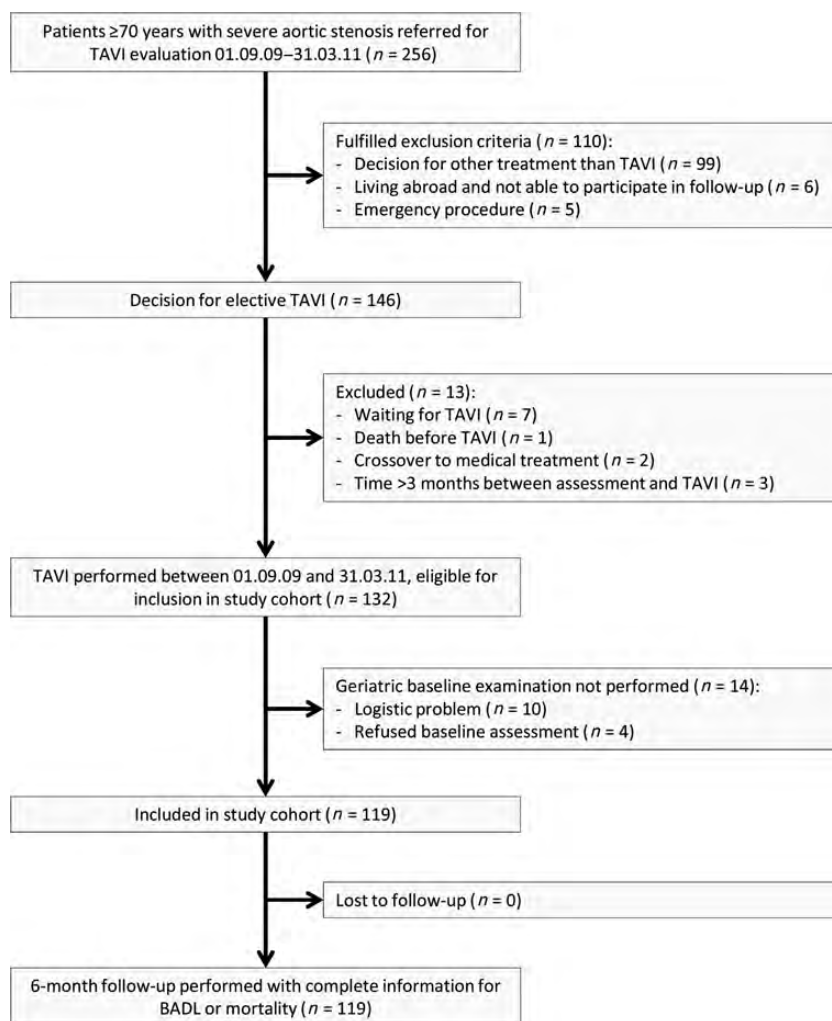 Patients ≥70 years with severe aortic stenosis referred for
TAVI evaluation 01.09.09–31.03.11 (n = 256)
Fulfilled exclusion criteria (n = 110):
- Decision for other treatment than TAVI (n = 99)
- Living abroad and not able to participate in follow-up (n = 6)
- Emergency procedure (n = 5)
Decision for elective TAVI (n = 146)
Excluded (n = 13):
- Waiting for TAVI (n = 7)
- Death before TAVI (n = 1)
- Crossover to medical treatment (n = 2)
- Time >3 months between assessment and TAVI (n = 3)
TAVI performed between 01.09.09 and 31.03.11, eligible for
inclusion in study cohort (n = 132)
Geriatric baseline examination not performed (n = 14):
- Logistic problem (n = 10)
- Refused baseline assessment (n = 4)
Included in study cohort (n = 119)
Lost to follow-up (n = 0)
6-month follow-up performed with complete information for
BADL or mortality (n = 119)